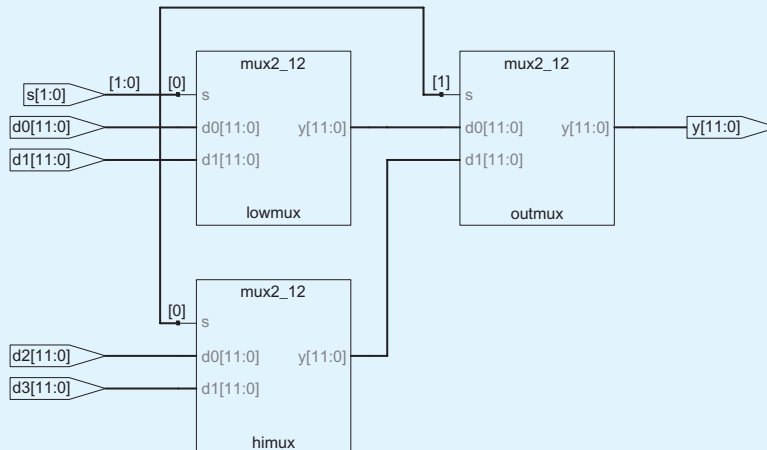 mux2_12
mux2_12
[1:0]
[0]
[1]
s[1:0]
s
s
d0[11:0]
d0[11:0]
y[11:0]
d0[11:0]
y[11:0]
y[11:0]
d1[11:0]
d1[11:0]
d1[11:0]
lowmux
outmux
mux2_12
[0]
s
d2[11:0]
d0[11:0]
y[11:0]
d3[11:0]
d1[11:0]
himux